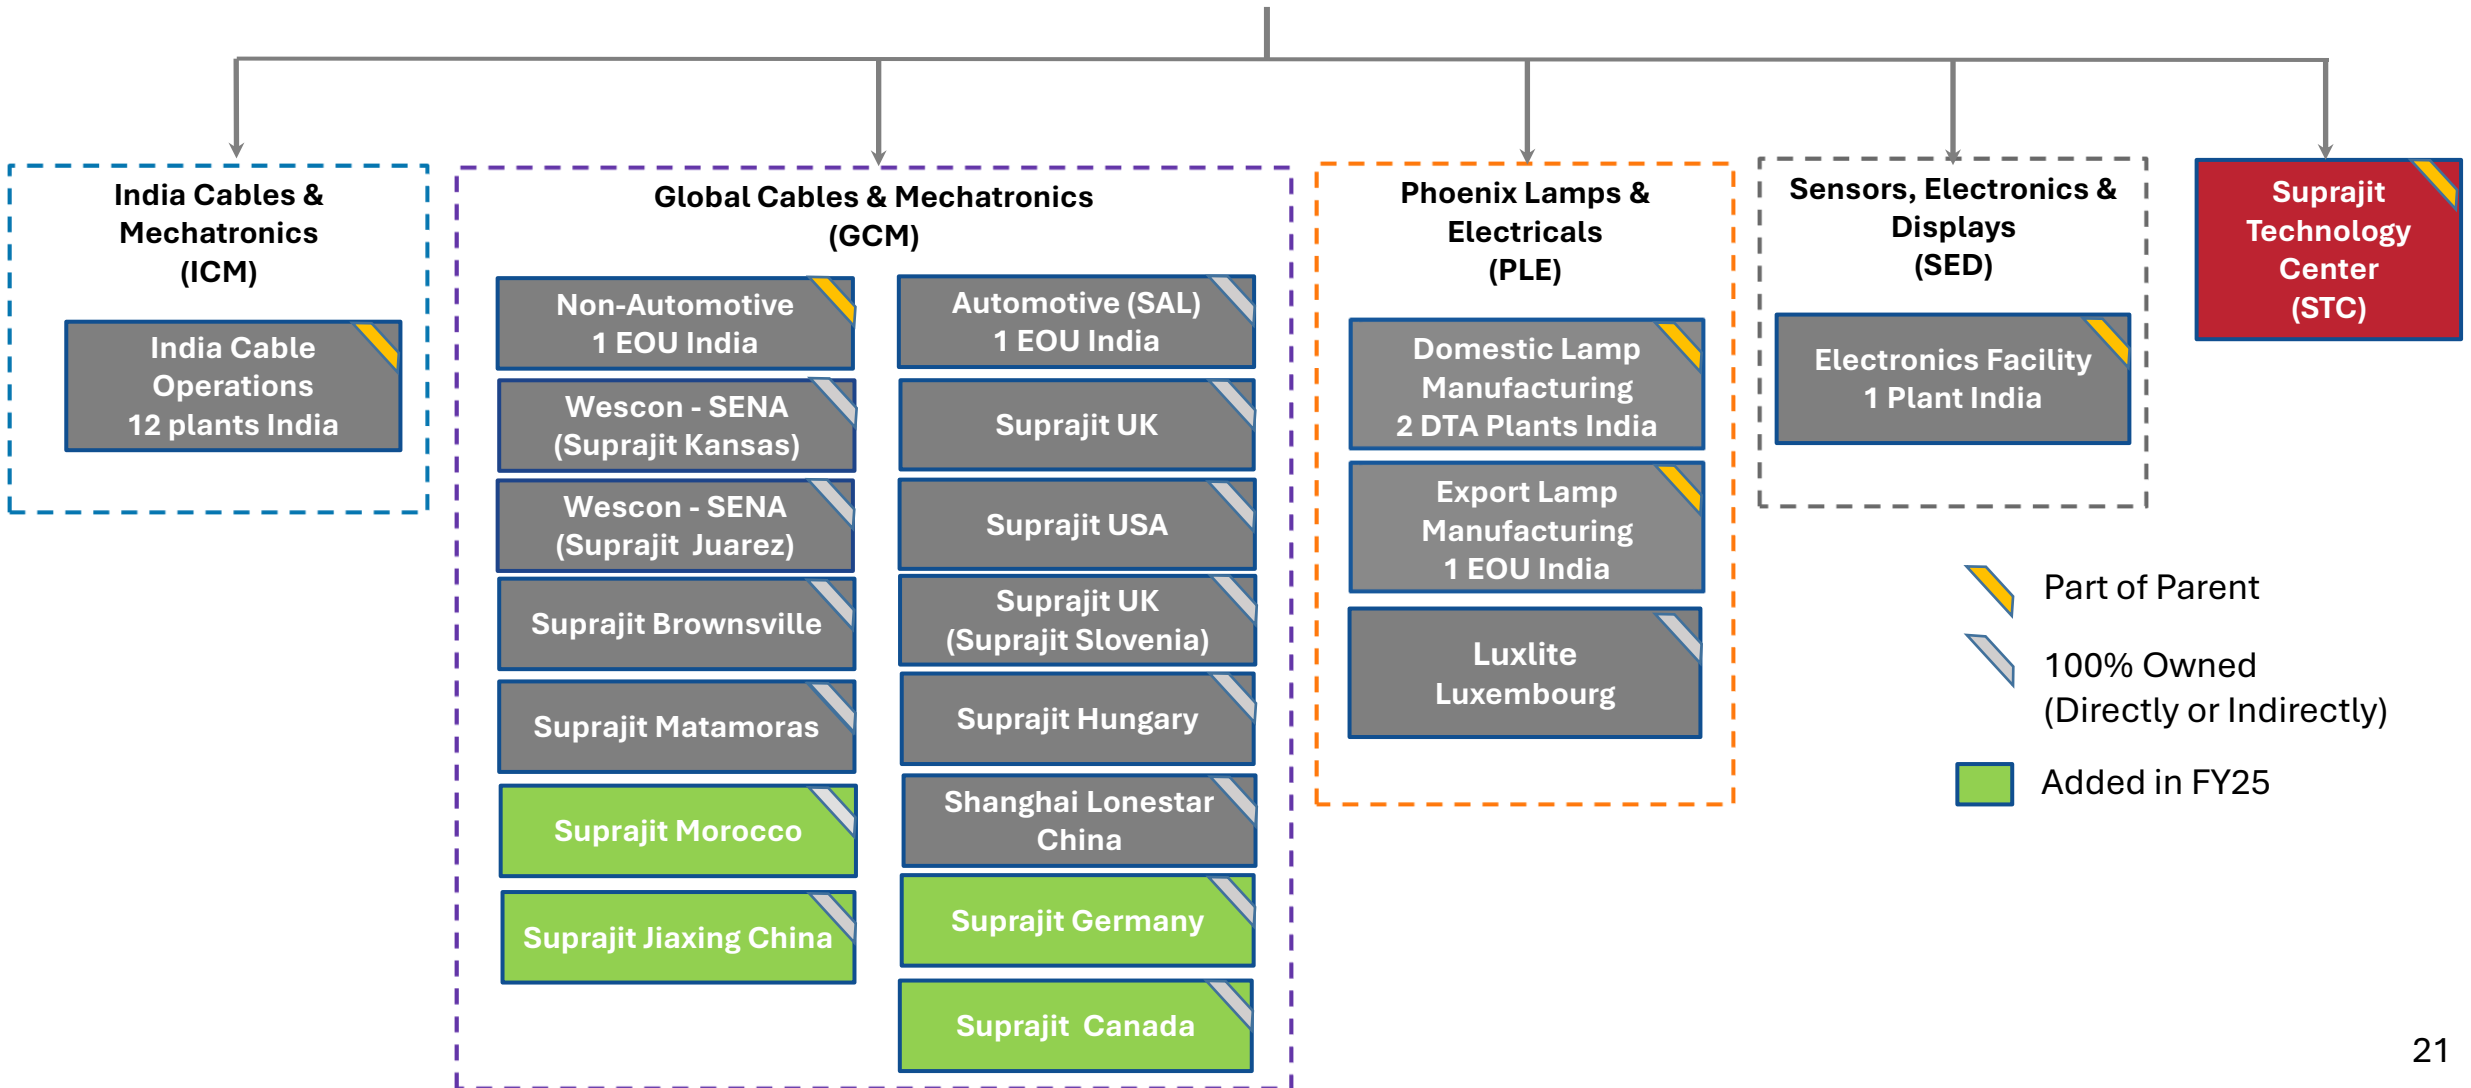 India Cables &
Mechatronics
(ICM)
India Cable
Operations
12 plants India
Global Cables & Mechatronics
(GCM)
Non-Automotive
1 EOU India
Wescon - SENA
(Suprajit Kansas)
Wescon - SENA
(Suprajit Juarez)
Suprajit Brownsville
Suprajit Matamoras
Suprajit Morocco
Suprajit Jiaxing China
Automotive (SAL)
1 EOU India
Suprajit UK
Suprajit USA
Suprajit UK
(Suprajit Slovenia)
Suprajit Hungary
Shanghai Lonestar
China
Suprajit Germany
Suprajit Canada
Phoenix Lamps &
Electricals
(PLE)
Domestic Lamp
Manufacturing
2 DTA Plants India
Export Lamp
Manufacturing
1 EOU India
Luxlite
Luxembourg
Sensors, Electronics &
Displays
(SED)
Electronics Facility
1 Plant India
Suprajit
Technology
Center
(STC)
Part of Parent
100% Owned
(Directly or Indirectly)
Added in FY25
21